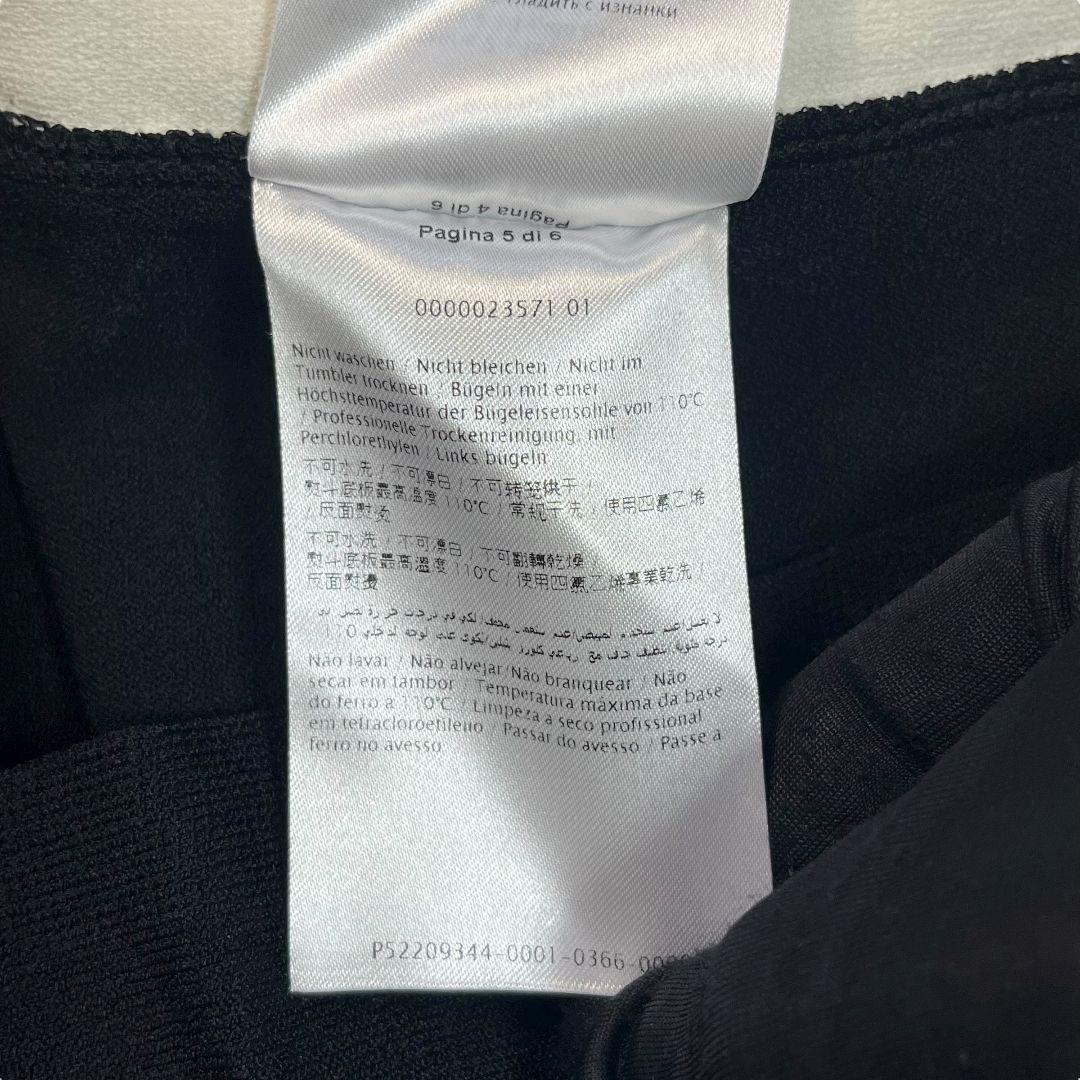 гладить с изнанки
Pagina 4 di 6
Pagina 5 di 6
0000023571 01
Nicht waschen / Nicht bleichen / Nicht im
Tumbler trocknen / Bügeln mit einer
Höchsttemperatur der Bügeleisensohle von 110°C
/ Professionelle Trockenreinigung, mit
Perchlorethylen / Links bügeln
不可水洗 / 不可漂白 / 不可转笼烘干 /
熨斗底板最高温度 110°C / 常规干洗 , 使用四氯乙烯
/ 反面熨烫
不可水洗 / 不可漂白 / 不可翻轉乾燥
熨斗底板最高溫度 110°C / 使用四氯乙烯專業乾洗 /
反面熨燙
110
Não lavar / Não alvejar/Não branquear / Não
secar em tambor / Temperatura máxima da base
do ferro a 110°C / Limpeza a seco profissional
em tetracloroetileno / Passar do avesso / Passe a
ferro no avesso
P52209344-0001-0366-00